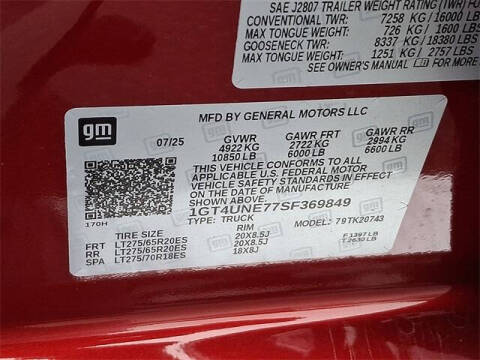 SAE J2807 TRAILER WEIGHT RATING (TWR)
CONVENTIONAL TWR: 7258 KG / 16000 LBS
MAX TONGUE WEIGHT: 726 KG / 1600 LBS
GOOSENECK TWR: 8337 KG / 18380 LBS
MAX TONGUE WEIGHT: 1251 KG / 2757 LBS
SEE OWNER'S MANUAL
gm
MFD BY GENERAL MOTORS LLC
07/25 GVWR GAWR FRT GAWR RR
4922 KG 2722 KG 2994 KG
10850 LB 6000 LB 6600 LB
THIS VEHICLE CONFORMS TO ALL
APPLICABLE U.S. FEDERAL MOTOR
VEHICLE SAFETY STANDARDS IN EFFECT
ON THE DATE OF MANUFACTURE
SHOWN ABOVE
1GT4UNE77SF369849
170H
TYPE: TRUCK MODEL: 79TK20743
TIRE SIZE RIM
FRT LT275/65R20ES 20X8.5J F 1397 LB
RR LT275/65R20ES 20X8.5J T 2630 LB
SPA LT275/70R18ES 18X8J